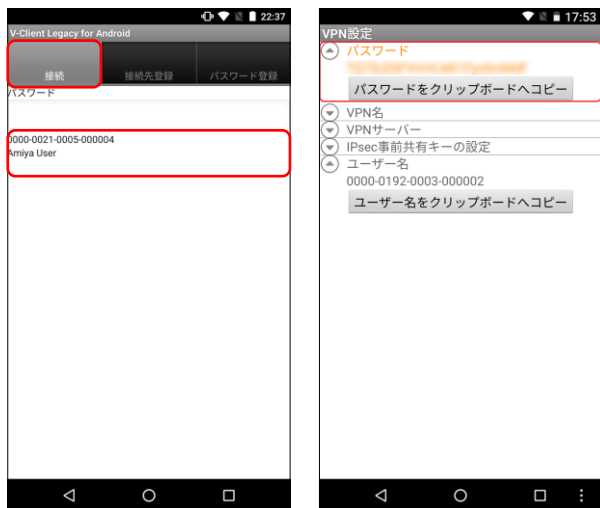 22:37
V-Client Legacy for Android
接続
接続先登録
パスワード登録
パスワード
0000-0021-0005-000004
Amiya User
17:53
VPN設定
パスワード
パスワードをクリップボードへコピー
VPN名
VPNサーバー
IPsec事前共有キーの設定
ユーザー名
0000-0192-0003-000002
ユーザー名をクリップボードへコピー